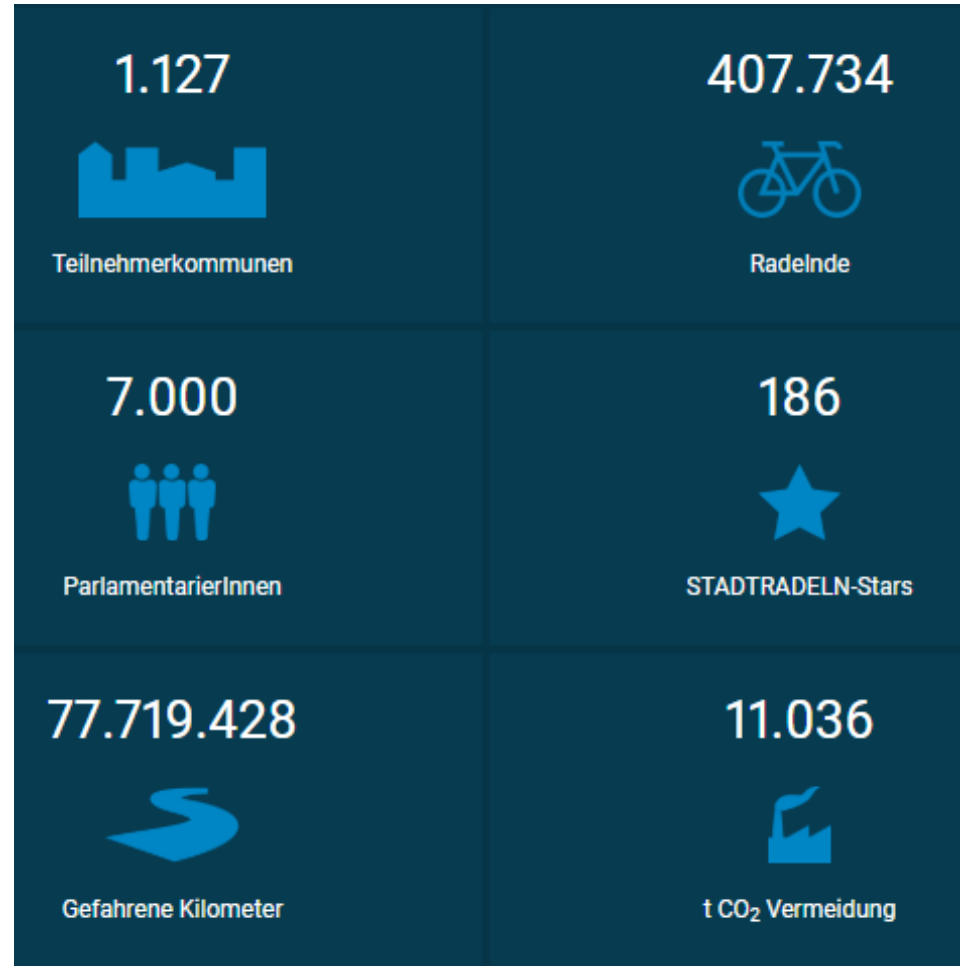 1.127
Teilnehmerkommunen
407.734
Radelnde
7.000
ParlamentarierInnen
186
STADTRADELN-Stars
77.719.428
Gefahrene Kilometer
11.036
t CO₂ Vermeidung